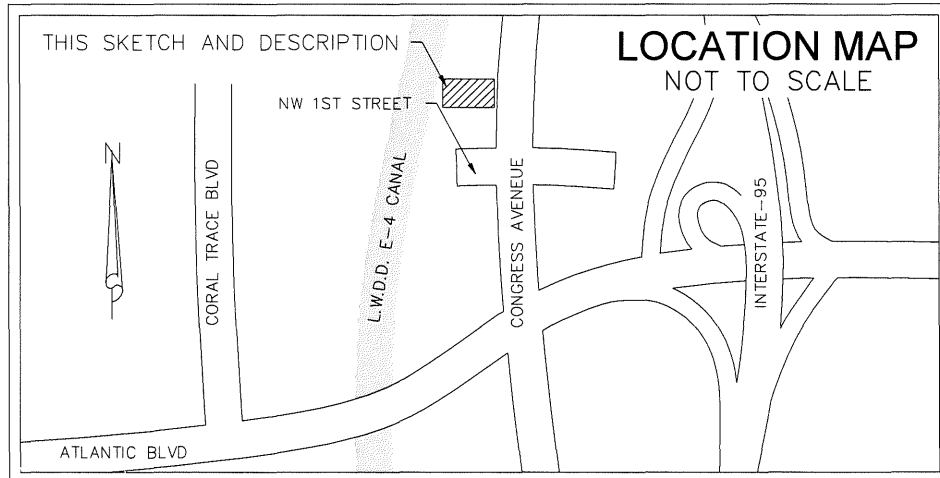 LOCATION MAP
NOT TO SCALE
THIS SKETCH AND DESCRIPTION
NW 1ST STREET
N
CORAL TRACE BLVD
L.W.D.D. E-4 CANAL
CONGRESS AVENEUE
INTERSTATE-95
ATLANTIC BLVD